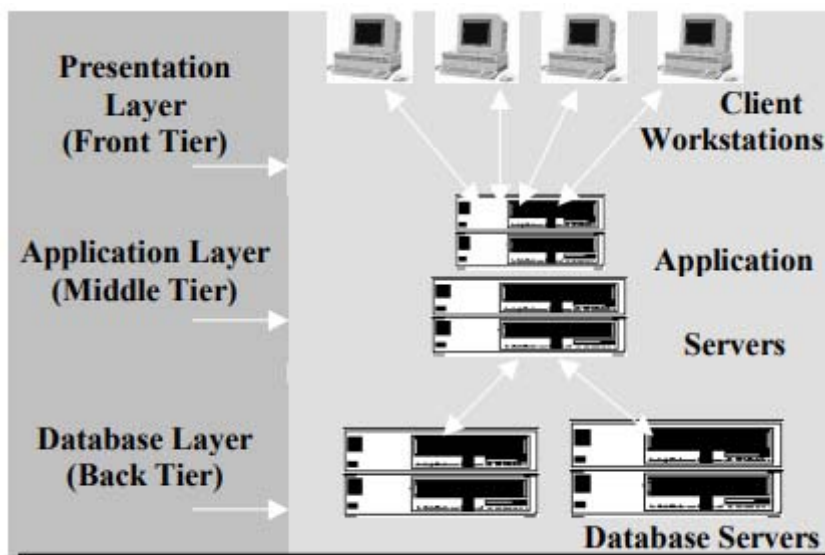 Presentation
Layer
(Front Tier)
Client
Workstations
Application Layer
(Middle Tier)
Application
Servers
Database Layer
(Back Tier)
Database Servers